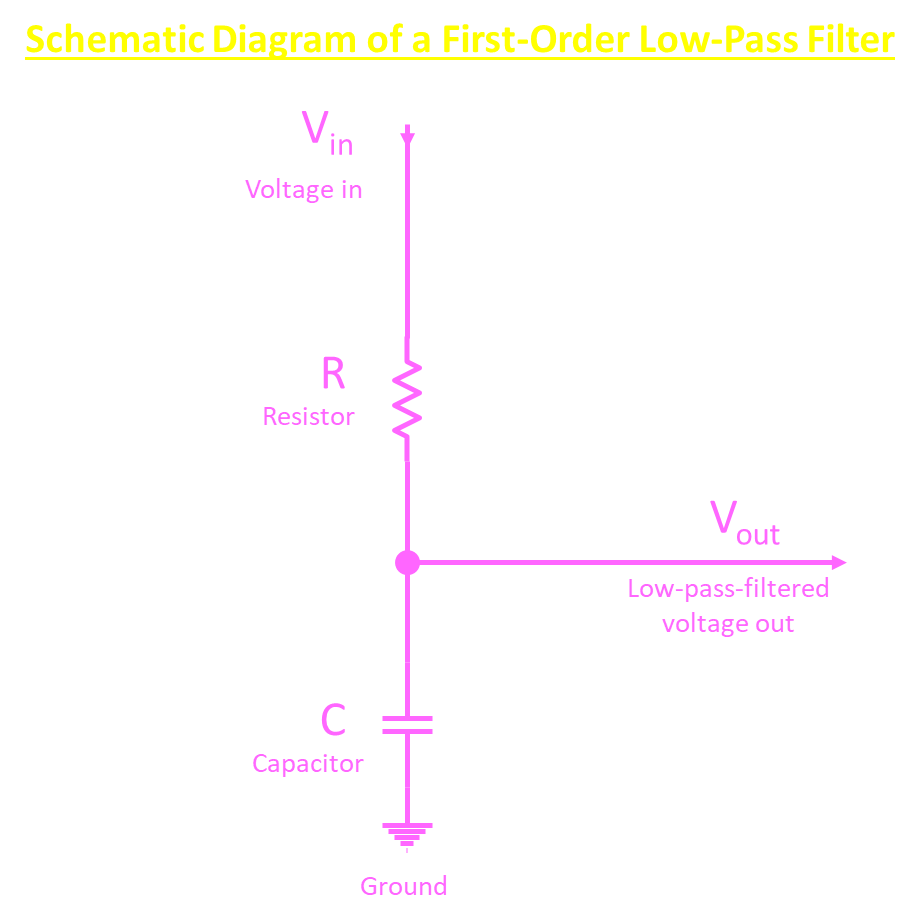 Schematic Diagram of a First-Order Low-Pass Filter
Vin
Voltage in
R
Resistor
Vout
Low-pass-filtered
voltage out
C
Capacitor
Ground